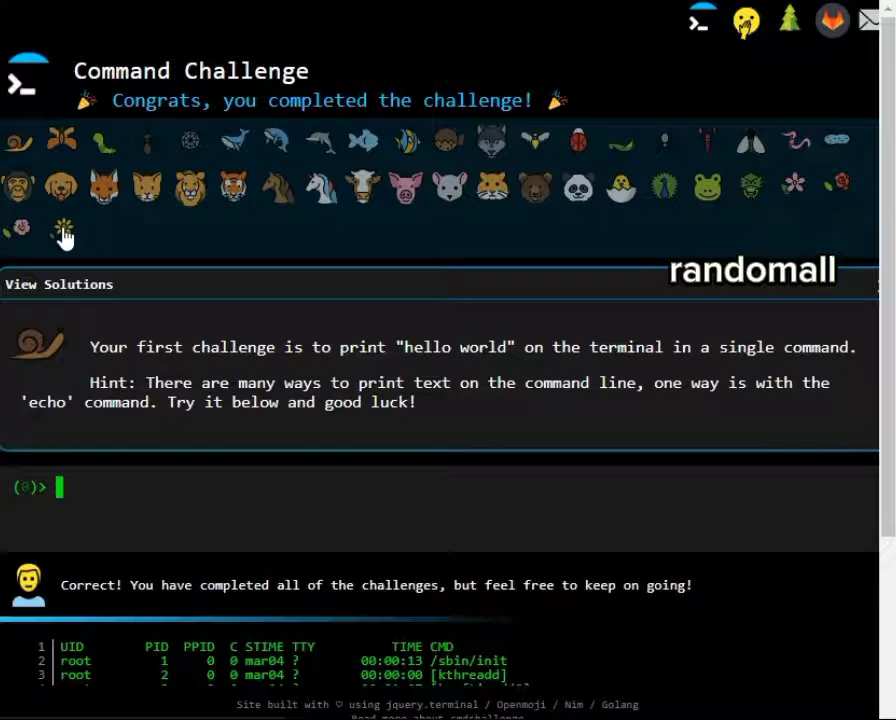 Command Challenge
Congrats, you completed the challenge!
randomall
View Solutions
Your first challenge is to print "hello world" on the terminal in a single command.
Hint: There are many ways to print text on the command line, one way is with the
'echo' command. Try it below and good luck!
(0)>
Correct! You have completed all of the challenges, but feel free to keep on going!
1 UID PID PPID C STIME TTY TIME CMD
2 root 1 0 0 mar04 ? 00:00:13 /sbin/init
3 root 2 0 0 mar04 ? 00:00:00 [kthreadd]
Site built with ♡ using jquery.terminal / Openmoji / Nim / Golang
Read more about cmdchallenge